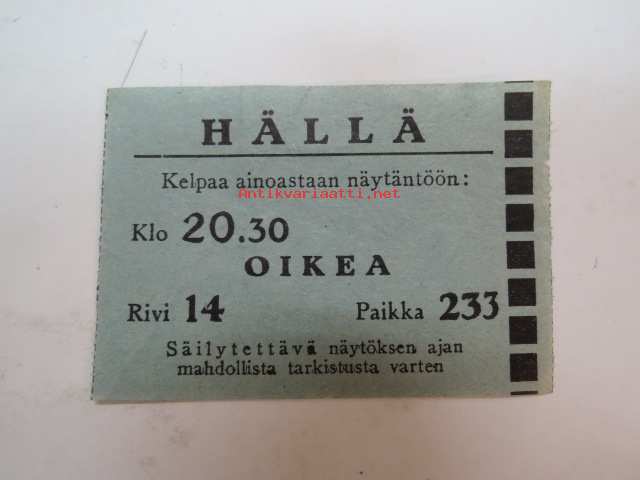 HÄLLÄ
Kelpaa ainoastaan näytäntöön:
Antikvariaatti.net
Klo 20.30
OIKEA
Rivi 14 Paikka 233
Säilytettävä näytöksen ajan
mahdollista tarkistusta varten